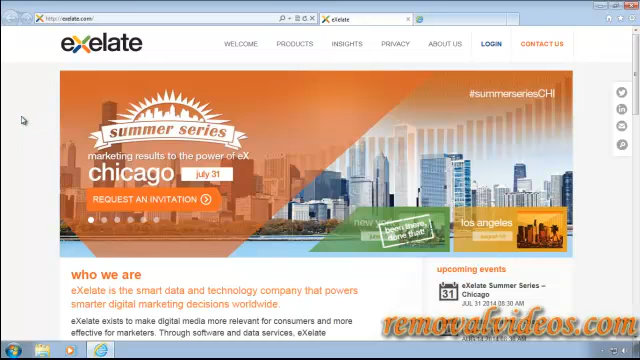 http://exelate.com/
eXelate
eXelate
WELCOME
PRODUCTS
INSIGHTS
PRIVACY
ABOUT US
LOGIN
CONTACT US
#summerseriesCHI
summer series
marketing results to the power of eX
chicago
july 31
REQUEST AN INVITATION
new york
been there,
done that!
los angeles
who we are
eXelate is the smart data and technology company that powers
smarter digital marketing decisions worldwide.
eXelate exists to make digital media more relevant for consumers and more
effective for marketers. Through software and data services, eXelate
upcoming events
31
eXelate Summer Series –
Chicago
JUL 31 2014 08:30 AM
removalvideos.com